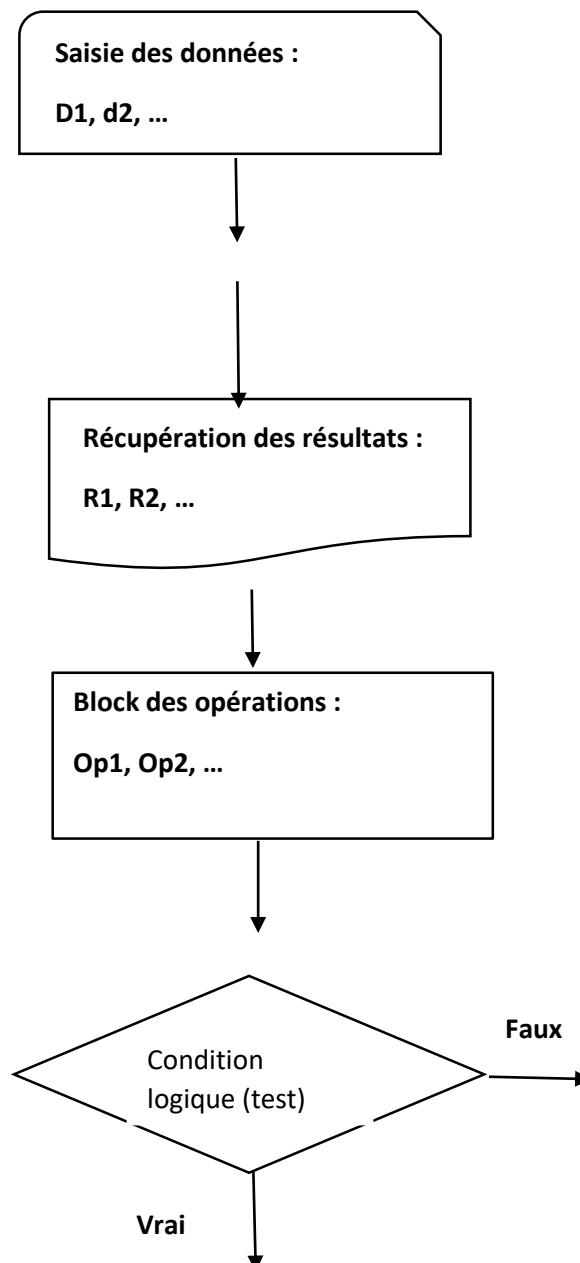 Saisie des données :
D1, d2, ...
Récupération des résultats :
R1, R2, ...
Block des opérations :
Op1, Op2, ...
Condition
logique (test)
Faux
Vrai